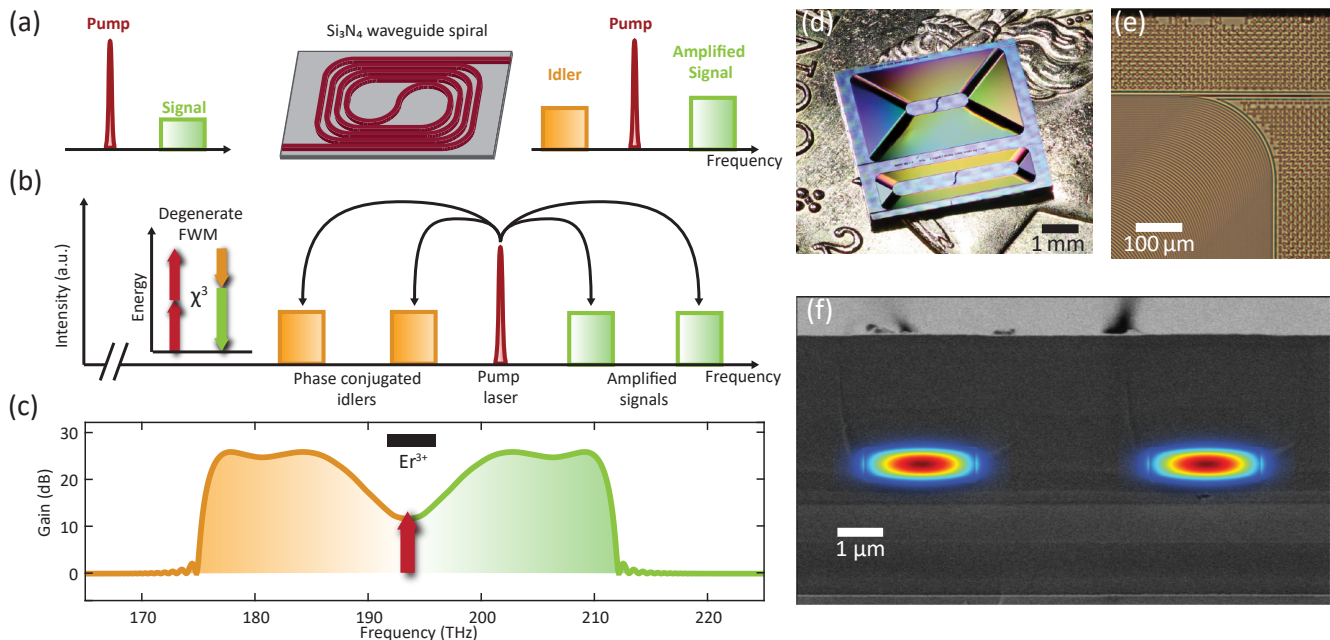 (a)
Pump
Signal
Si₃N₄ waveguide spiral
Pump
Idler
Amplified
Signal
Frequency
(b)
Intensity (a.u.)
Degenerate
FWM
Energy
χ³
Phase conjugated
idlers
Pump
laser
Amplified
signals
Frequency
(c)
Gain (dB)
30
20
10
0
Er³⁺
170
180
190
200
210
220
Frequency (THz)
(d)
1 mm
(e)
100 µm
(f)
1 µm